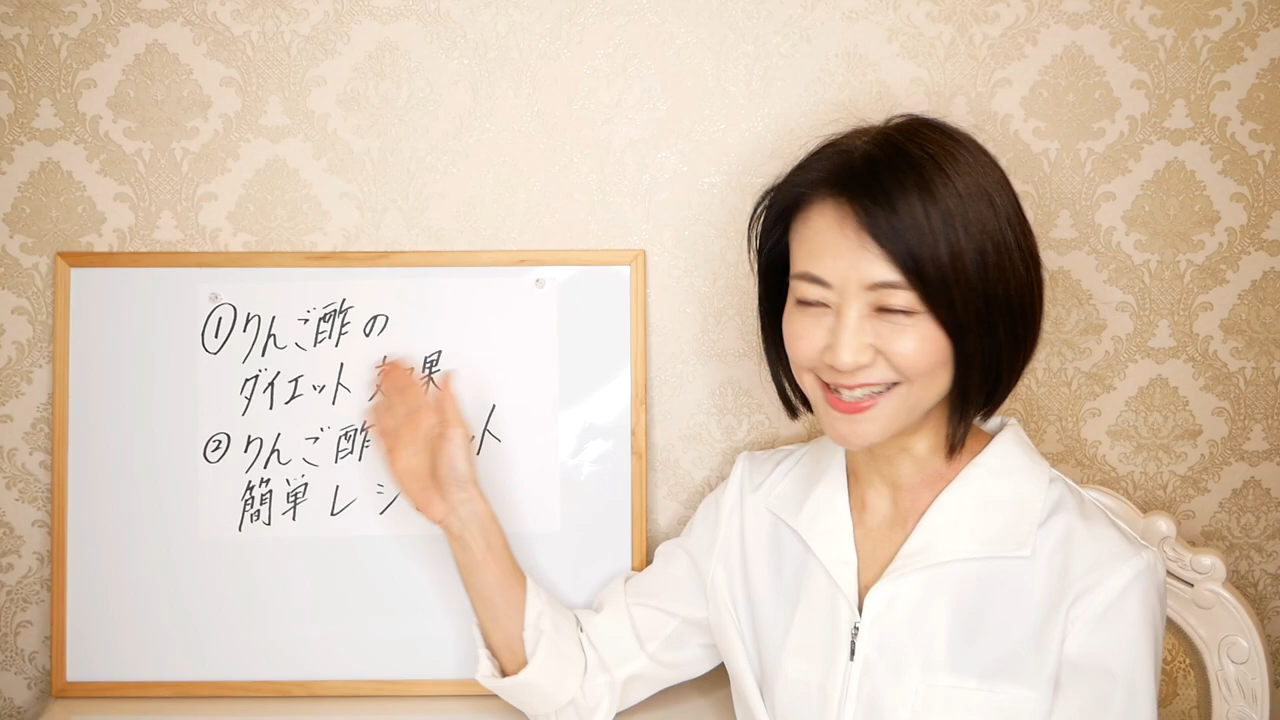 ①りんご酢の
ダイエット効果
②りんご酢
簡単レシ